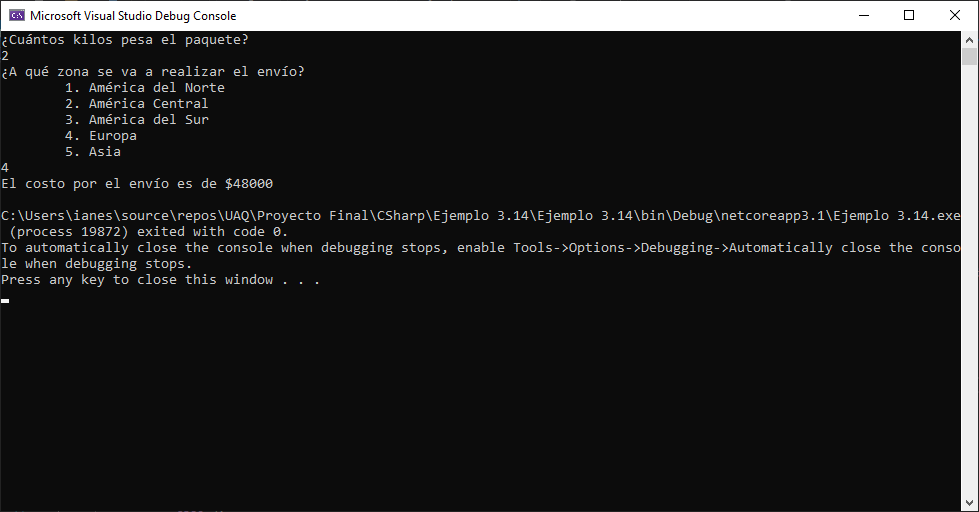 Microsoft Visual Studio Debug Console
¿Cuántos kilos pesa el paquete?
2
¿A qué zona se va a realizar el envío?
1. América del Norte
2. América Central
3. América del Sur
4. Europa
5. Asia
4
El costo por el envío es de $48000
C:\Users\ianes\source\repos\UAQ\Proyecto Final\CSharp\Ejemplo 3.14\Ejemplo 3.14\bin\Debug\netcoreapp3.1\Ejemplo 3.14.exe
(process 19872) exited with code 0.
To automatically close the console when debugging stops, enable Tools->Options->Debugging->Automatically close the conso
le when debugging stops.
Press any key to close this window . . .